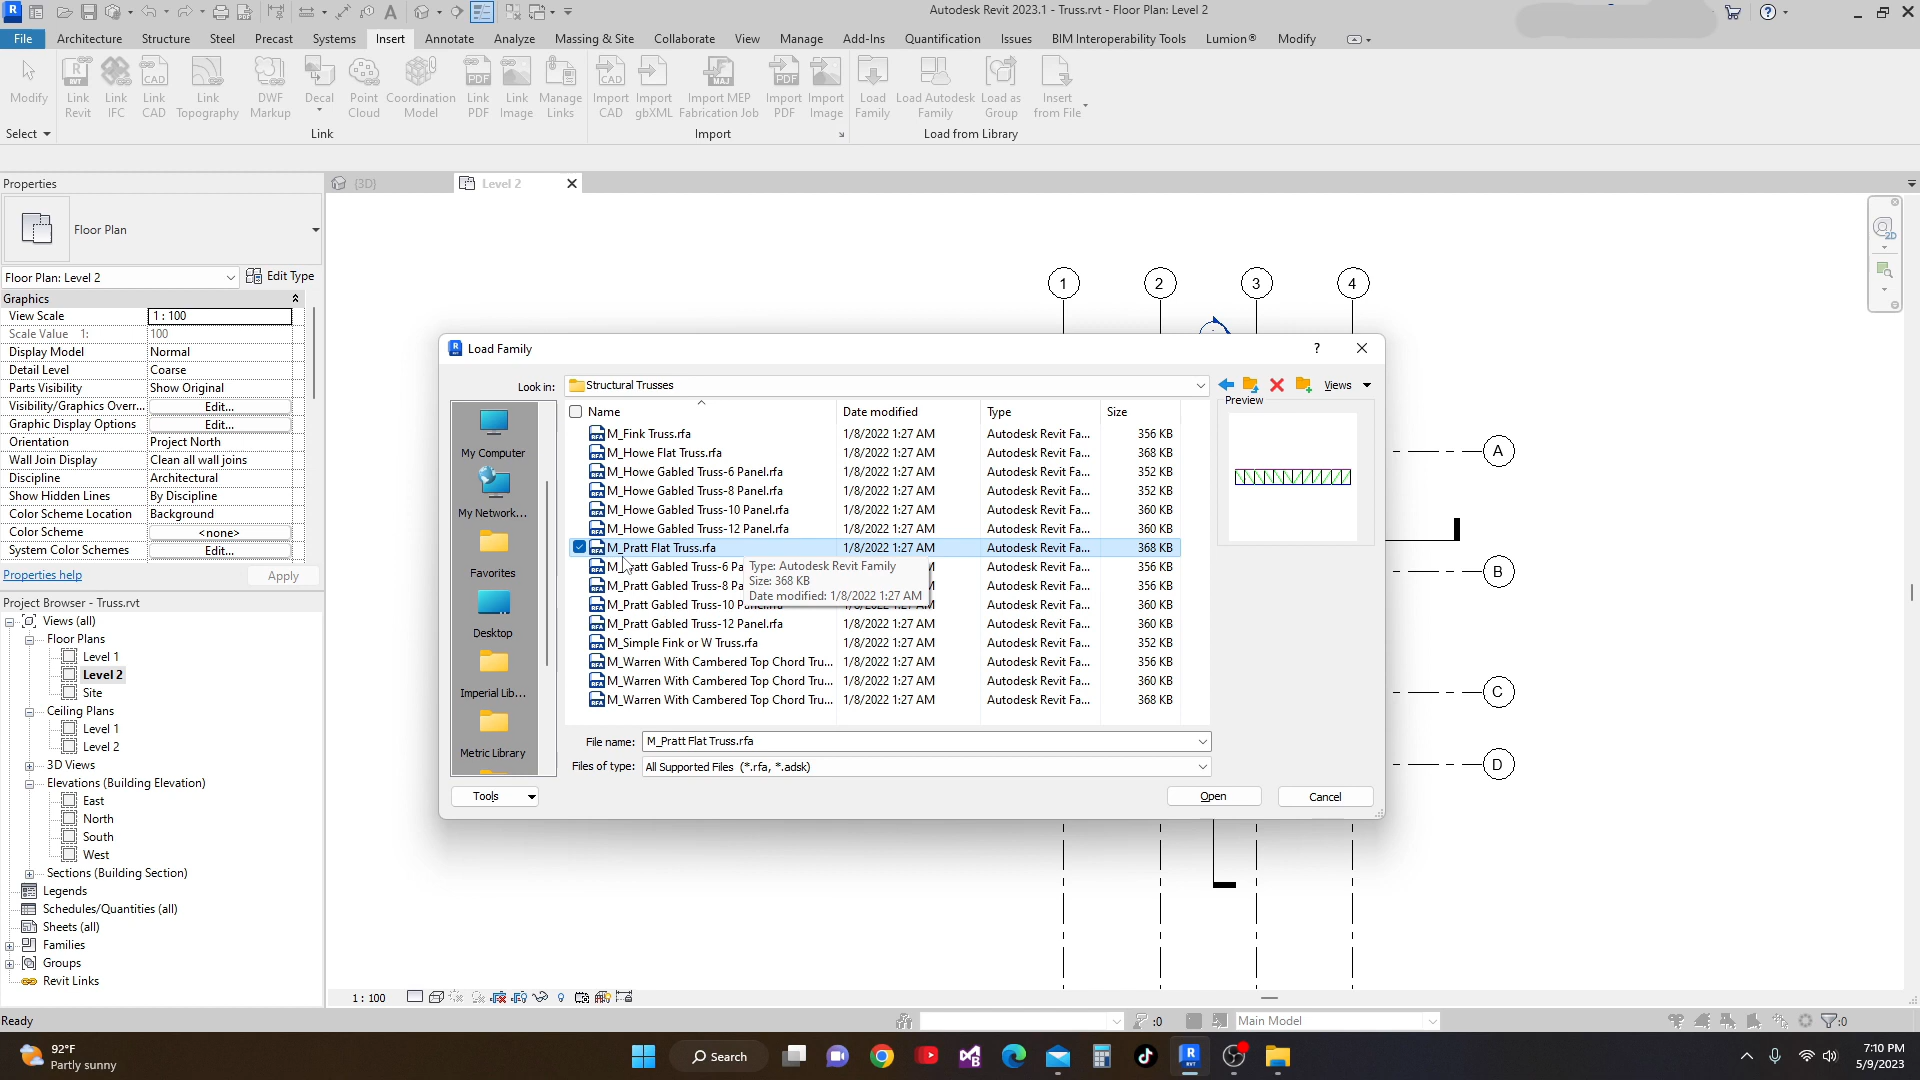 Autodesk Revit 2023.1 - Truss.rvt - Floor Plan: Level 2
File Architecture Structure Steel Precast Systems Insert Annotate Analyze Massing & Site Collaborate View Manage Add-Ins Quantification Issues BIM Interoperability Tools Lumion® Modify
Modify
Link Revit
Link IFC
Link CAD
Link Topography
DWF Markup
Decal
Point Cloud
Coordination Model
Link PDF
Link Image
Manage Links
Import CAD
Import gbXML
Import MEP Fabrication Job
Import PDF
Import Image
Load Family
Load Autodesk Family
Load as Group
Insert from File
Select Link Import Load from Library
Properties
{3D} Level 2
Floor Plan
Floor Plan: Level 2 Edit Type
Graphics
View Scale 1 : 100
Scale Value 1: 100
Display Model Normal
Detail Level Coarse
Parts Visibility Show Original
Visibility/Graphics Overr... Edit...
Graphic Display Options Edit...
Orientation Project North
Wall Join Display Clean all wall joins
Discipline Architectural
Show Hidden Lines By Discipline
Color Scheme Location Background
Color Scheme <none>
System Color Schemes Edit...
Properties help Apply
Project Browser - Truss.rvt
Views (all)
Floor Plans
Level 1
Level 2
Site
Ceiling Plans
Level 1
Level 2
3D Views
Elevations (Building Elevation)
East
North
South
West
Sections (Building Section)
Legends
Schedules/Quantities (all)
Sheets (all)
Families
Groups
Revit Links
1 2 3 4
A
B
C
D
Load Family ?
Look in: Structural Trusses Views
Preview
My Computer
My Network...
Favorites
Desktop
Imperial Lib...
Metric Library
Name Date modified Type Size
M_Fink Truss.rfa 1/8/2022 1:27 AM Autodesk Revit Fa... 356 KB
M_Howe Flat Truss.rfa 1/8/2022 1:27 AM Autodesk Revit Fa... 368 KB
M_Howe Gabled Truss-6 Panel.rfa 1/8/2022 1:27 AM Autodesk Revit Fa... 352 KB
M_Howe Gabled Truss-8 Panel.rfa 1/8/2022 1:27 AM Autodesk Revit Fa... 352 KB
M_Howe Gabled Truss-10 Panel.rfa 1/8/2022 1:27 AM Autodesk Revit Fa... 360 KB
M_Howe Gabled Truss-12 Panel.rfa 1/8/2022 1:27 AM Autodesk Revit Fa... 360 KB
M_Pratt Flat Truss.rfa 1/8/2022 1:27 AM Autodesk Revit Fa... 368 KB
M_Pratt Gabled Truss-6 Pa Autodesk Revit Fa... 356 KB
M_Pratt Gabled Truss-8 Pa Autodesk Revit Fa... 356 KB
M_Pratt Gabled Truss-10 Autodesk Revit Fa... 360 KB
M_Pratt Gabled Truss-12 Panel.rfa 1/8/2022 1:27 AM Autodesk Revit Fa... 360 KB
M_Simple Fink or W Truss.rfa 1/8/2022 1:27 AM Autodesk Revit Fa... 352 KB
M_Warren With Cambered Top Chord Tru... 1/8/2022 1:27 AM Autodesk Revit Fa... 356 KB
M_Warren With Cambered Top Chord Tru... 1/8/2022 1:27 AM Autodesk Revit Fa... 360 KB
M_Warren With Cambered Top Chord Tru... 1/8/2022 1:27 AM Autodesk Revit Fa... 368 KB
Type: Autodesk Revit Family
Size: 368 KB
Date modified: 1/8/2022 1:27 AM
File name: M_Pratt Flat Truss.rfa
Files of type: All Supported Files (*.rfa, *.adsk)
Tools Open Cancel
1 : 100
Ready :0 Main Model :0
92°F
Partly sunny
Search
7:10 PM
5/9/2023